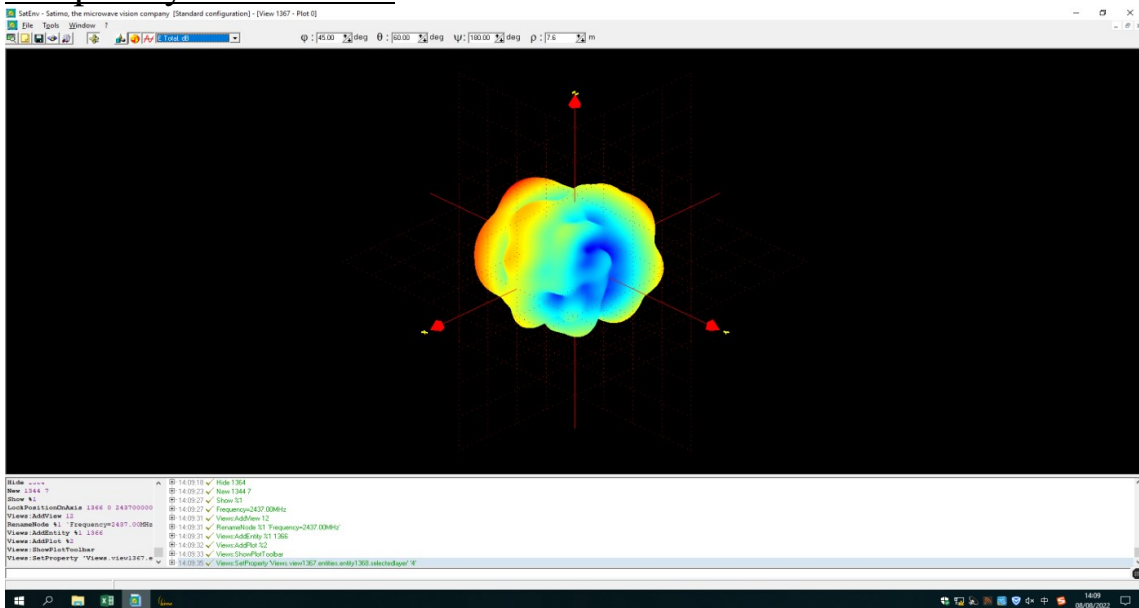 SatEnv - Satimo, the microwave vision company [Standard configuration] - [View 1367 - Plot 0]
File Tools Window ?
E Total. dB φ : 45.00 deg θ : 60.00 deg ψ : 180.00 deg ρ : 7.6 m
Hide
New 1344 7
Show %1
LockPositionOnAxis 1366 0 243700000
Views:AddView 12
RenameNode %1 'Frequency=2437.00MHz
Views:AddEntity %1 1366
Views:AddPlot %2
Views:ShowPlotToolbar
Views:SetProperty 'Views.view1367.e
14:09:18 Hide 1364
14:09:23 New 1344 7
14:09:27 Show %1
14:09:27 Frequency=2437.00MHz
14:09:31 Views:AddView 12
14:09:31 RenameNode %1 'Frequency=2437.00MHz'
14:09:31 Views:AddEntity %1 1366
14:09:32 Views:AddPlot %2
14:09:33 Views:ShowPlotToolbar
14:09:35 Views:SetProperty 'Views.view1367.entities.entity1368.selectedlayer' '4'
中
14:09
08/08/2022